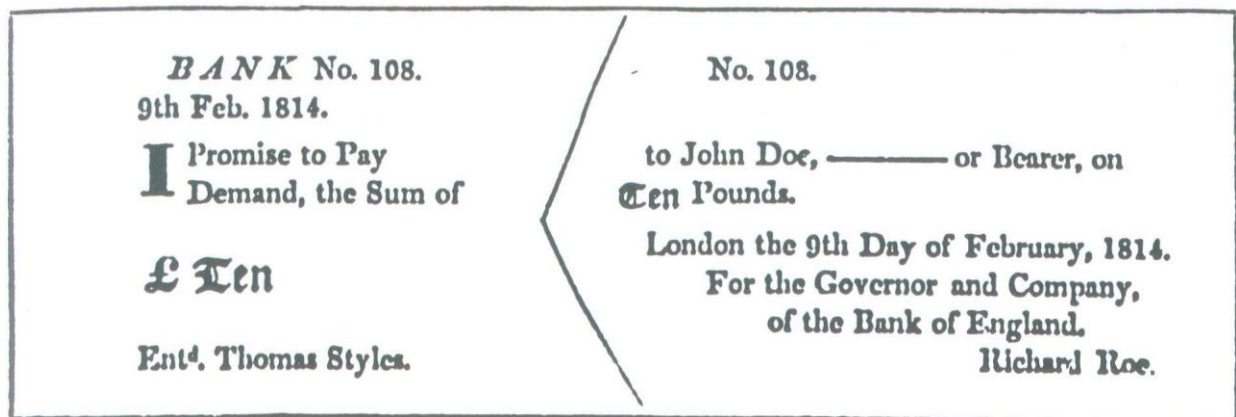 BANK No. 108. No. 108.
9th Feb. 1814.
I Promise to Pay to John Doe, ——— or Bearer, on
Demand, the Sum of Ten Pounds.
London the 9th Day of February, 1814.
£ Ten For the Governor and Company,
of the Bank of England.
Entd. Thomas Styles. Richard Roe.